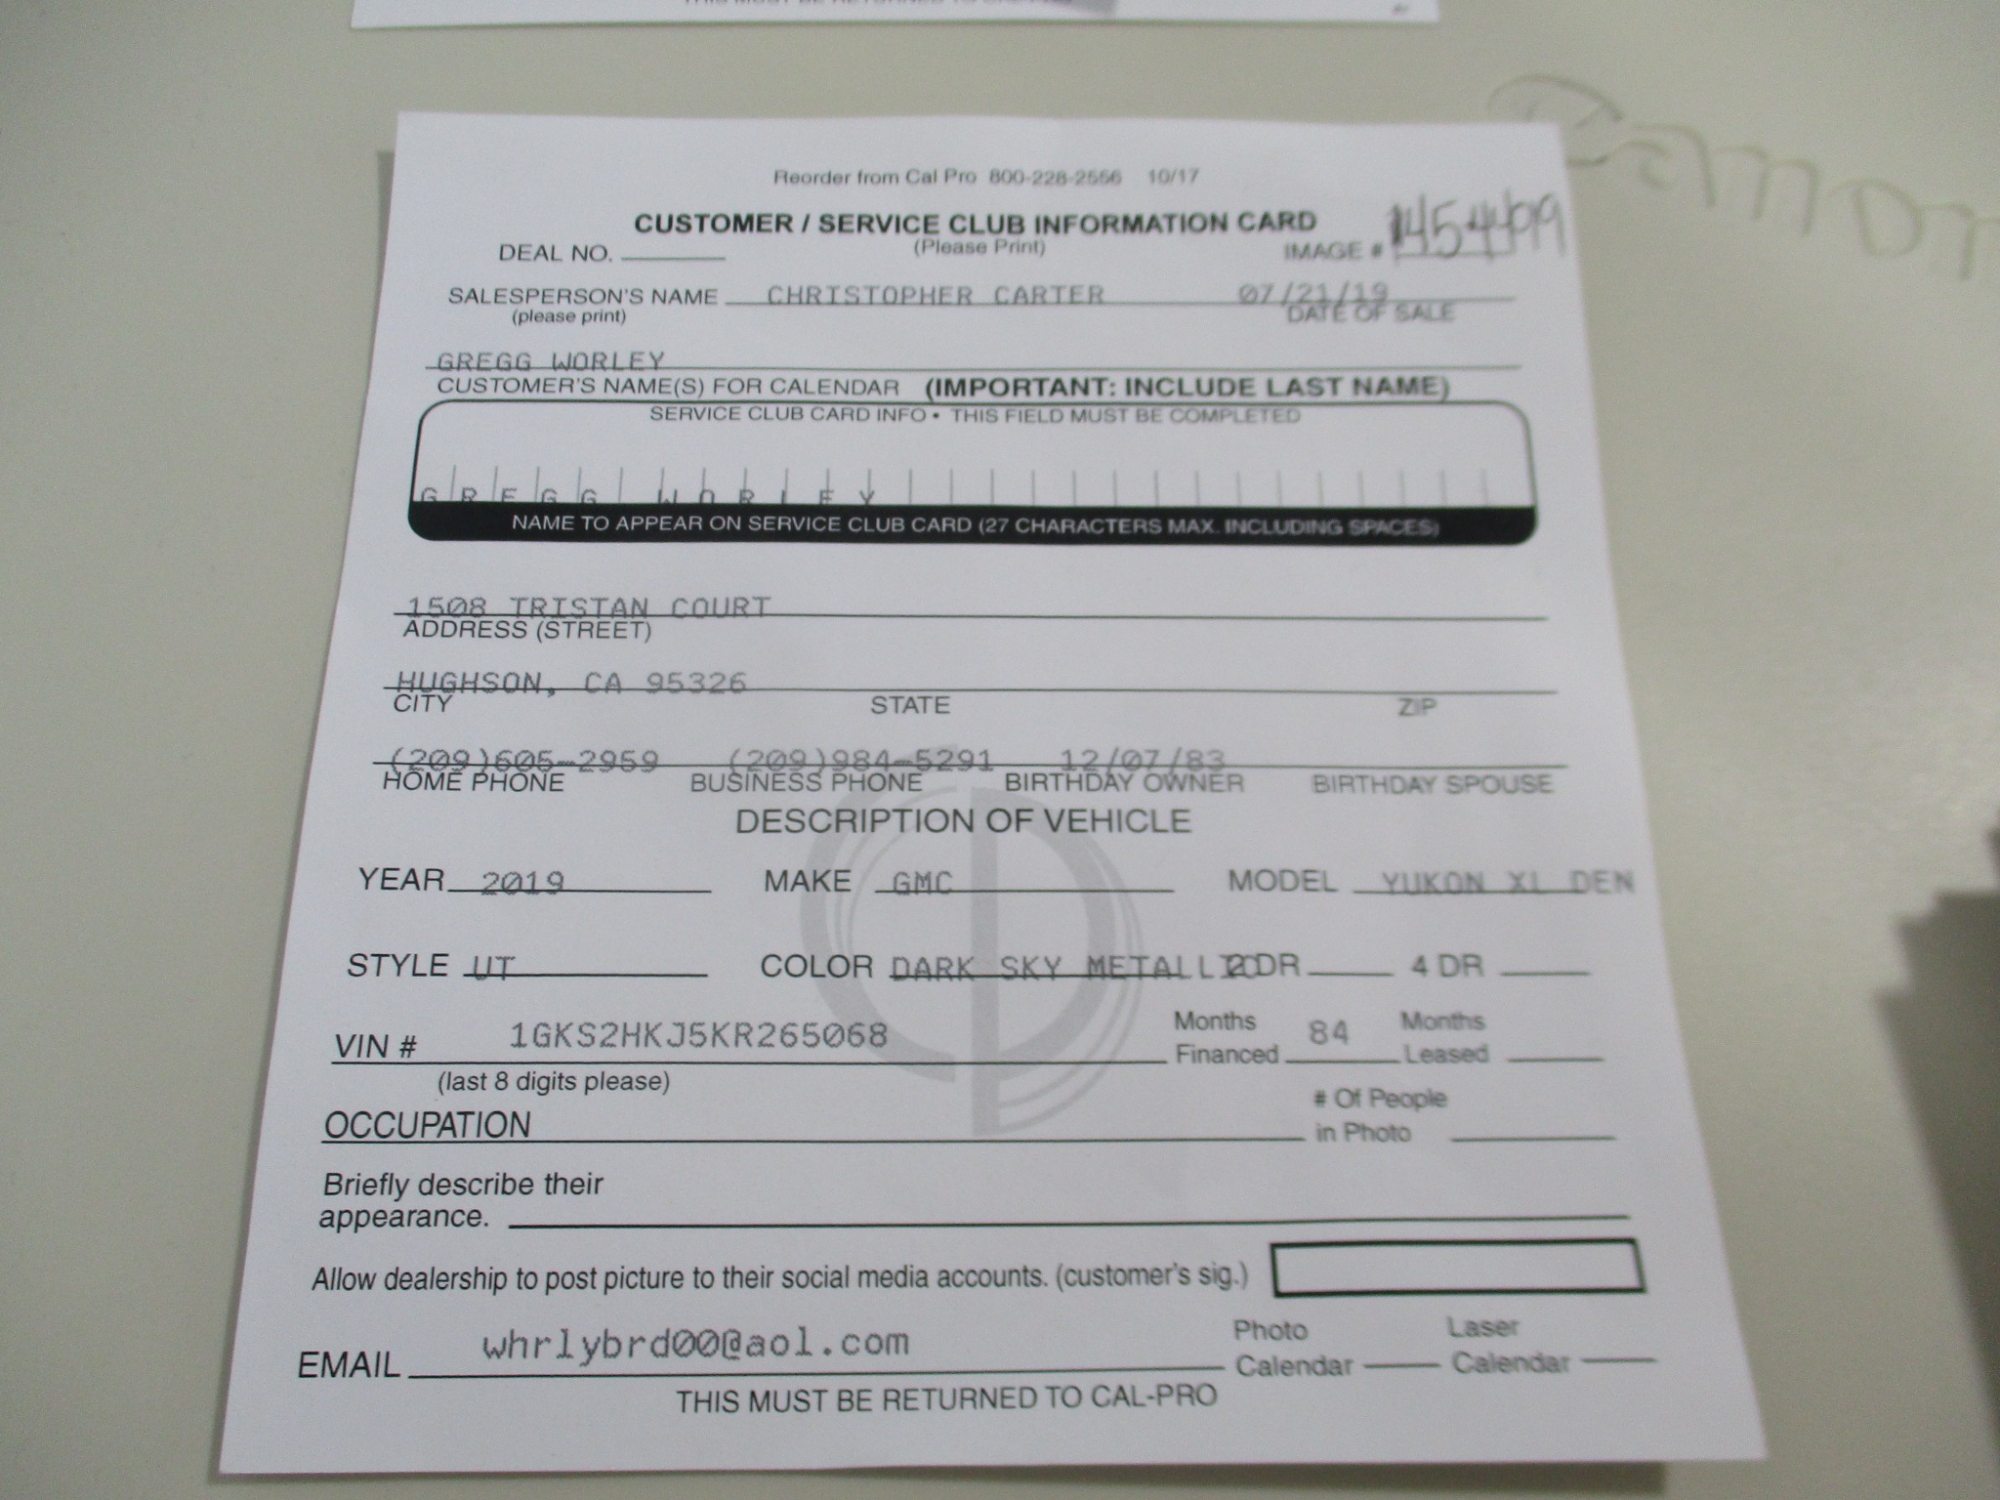 Reorder from Cal Pro 800-228-2556 10/17
CUSTOMER / SERVICE CLUB INFORMATION CARD
DEAL NO. (Please Print) IMAGE #
SALESPERSON'S NAME CHRISTOPHER CARTER 07/21/19
(please print) DATE OF SALE
GREGG WORLEY
CUSTOMER'S NAME(S) FOR CALENDAR (IMPORTANT: INCLUDE LAST NAME)
SERVICE CLUB CARD INFO • THIS FIELD MUST BE COMPLETED
GREGG WORLEY
NAME TO APPEAR ON SERVICE CLUB CARD (27 CHARACTERS MAX. INCLUDING SPACES)
1508 TRISTAN COURT
ADDRESS (STREET)
HUGHSON, CA 95326
CITY STATE ZIP
(209)605-2959 (209)984-5291 12/07/83
HOME PHONE BUSINESS PHONE BIRTHDAY OWNER BIRTHDAY SPOUSE
DESCRIPTION OF VEHICLE
YEAR 2019 MAKE GMC MODEL YUKON XL DEN
STYLE UT COLOR DARK SKY METALLIC 2 DR 4 DR
VIN # 1GKS2HKJ5KR265068 Months Financed 84 Months Leased
(last 8 digits please)
OCCUPATION # Of People in Photo
Briefly describe their
appearance.
Allow dealership to post picture to their social media accounts. (customer's sig.)
EMAIL whrlybrd00@aol.com Photo Calendar Laser Calendar
THIS MUST BE RETURNED TO CAL-PRO